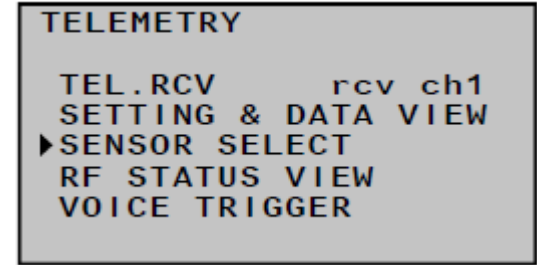 TELEMETRY
TEL.RCV rcv ch1
SETTING & DATA VIEW
▶SENSOR SELECT
RF STATUS VIEW
VOICE TRIGGER